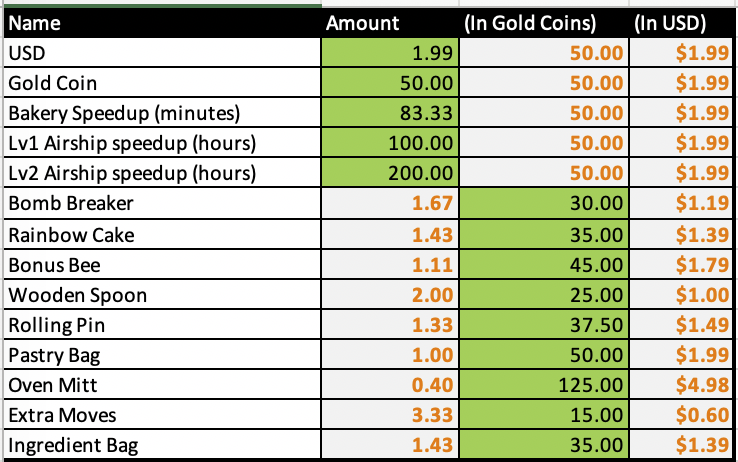 Name Amount (In Gold Coins) (In USD)
USD 1.99 50.00 $1.99
Gold Coin 50.00 50.00 $1.99
Bakery Speedup (minutes) 83.33 50.00 $1.99
Lv1 Airship speedup (hours) 100.00 50.00 $1.99
Lv2 Airship speedup (hours) 200.00 50.00 $1.99
Bomb Breaker 1.67 30.00 $1.19
Rainbow Cake 1.43 35.00 $1.39
Bonus Bee 1.11 45.00 $1.79
Wooden Spoon 2.00 25.00 $1.00
Rolling Pin 1.33 37.50 $1.49
Pastry Bag 1.00 50.00 $1.99
Oven Mitt 0.40 125.00 $4.98
Extra Moves 3.33 15.00 $0.60
Ingredient Bag 1.43 35.00 $1.39